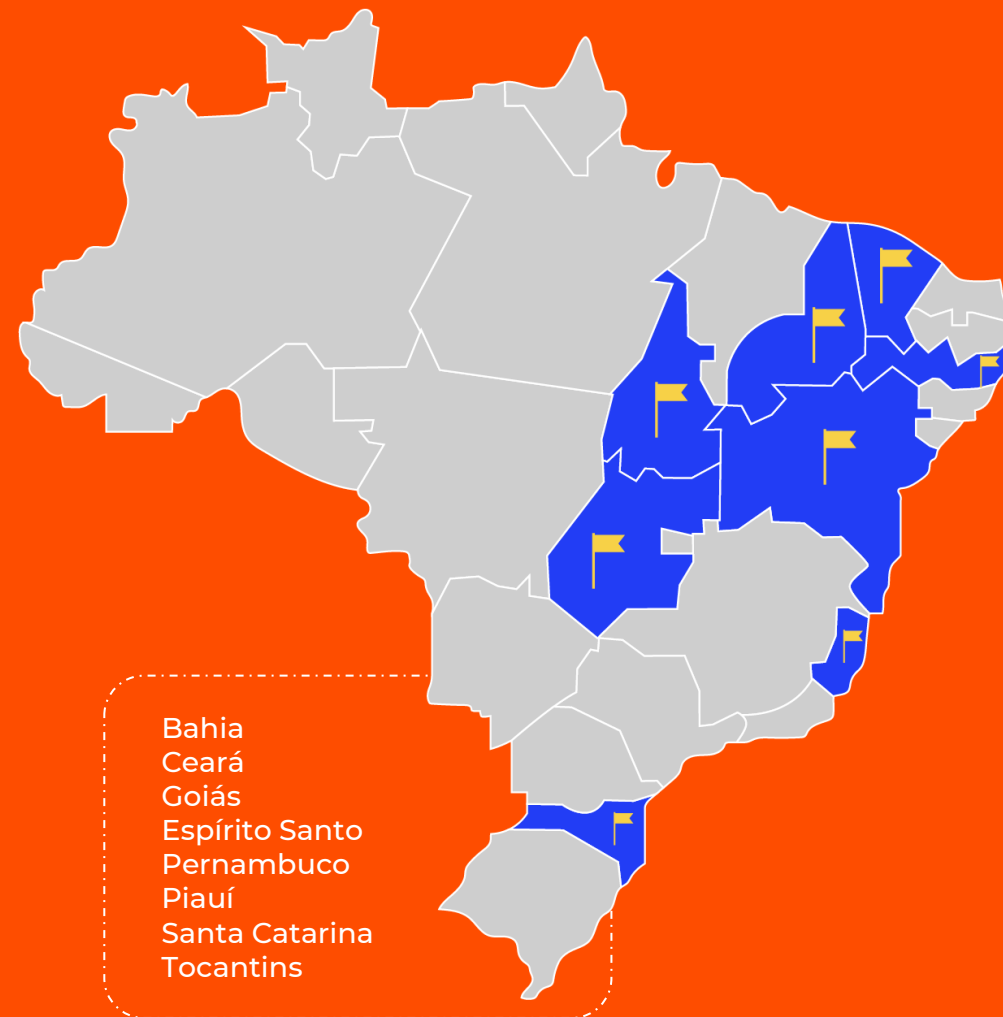 Bahia
Ceará
Goiás
Espírito Santo
Pernambuco
Piauí
Santa Catarina
Tocantins